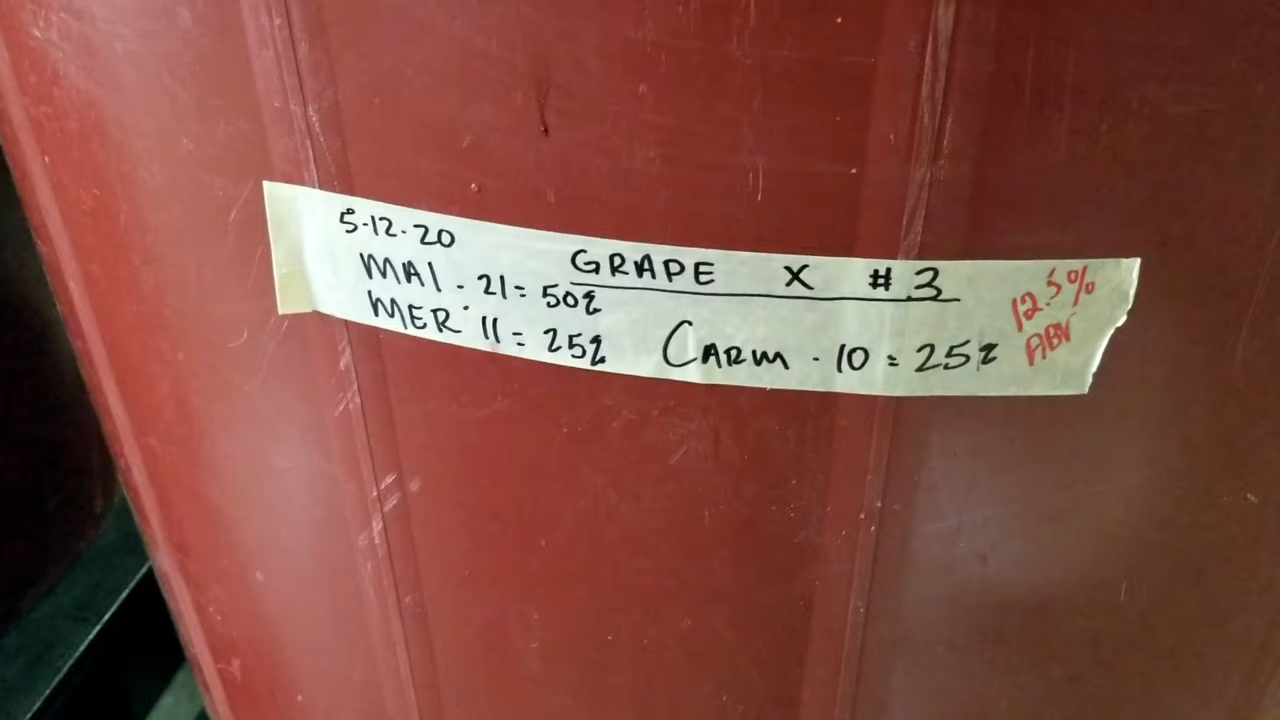 5-12-20
GRAPE X #3
MAl - 21 = 50%
MER - 11 = 25%
CARM - 10 = 25%
12.5%
ABV